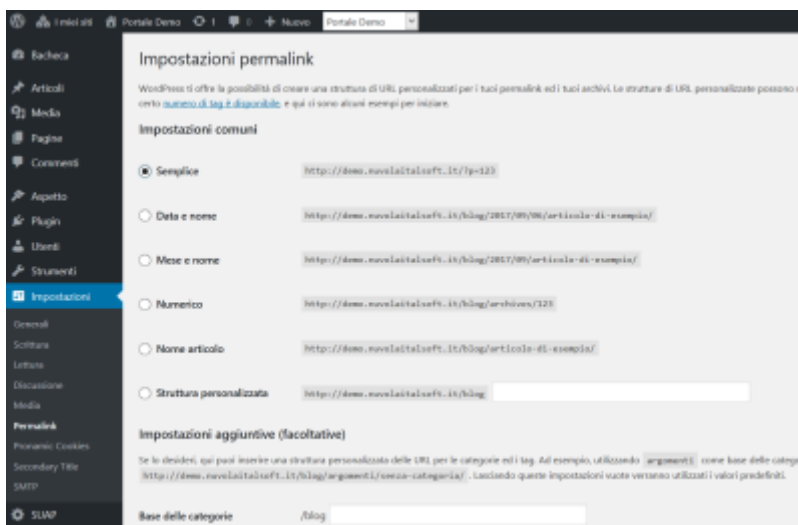 I miei siti Portale Demo 1 0 + Nuovo Portale Demo
Bacheca
Articoli
Media
Pagine
Commenti
Aspetto
Plugin
Utenti
Strumenti
Impostazioni
Generali
Scrittura
Lettura
Discussione
Media
Permalink
Pronamic Cookies
Secondary Title
SMTP
SUAP
Impostazioni permalink
WordPress ti offre la possibilità di creare una struttura di URL personalizzati per i tuoi permalink ed i tuoi archivi. Le strutture di URL personalizzate possono
certo numero di tag è disponibile, e qui ci sono alcuni esempi per iniziare.
Impostazioni comuni
Semplice http://demo.nuvolaitalsoft.it/?p=123
Data e nome http://demo.nuvolaitalsoft.it/blog/2017/09/06/articolo-di-esempio/
Mese e nome http://demo.nuvolaitalsoft.it/blog/2017/09/articolo-di-esempio/
Numerico http://demo.nuvolaitalsoft.it/blog/archives/123
Nome articolo http://demo.nuvolaitalsoft.it/blog/articolo-di-esempio/
Struttura personalizzata http://demo.nuvolaitalsoft.it/blog
Impostazioni aggiuntive (facoltative)
Se lo desideri, qui puoi inserire una struttura personalizzata delle URL per le categorie ed i tag. Ad esempio, utilizzando argomenti come base delle categ
http://demo.nuvolaitalsoft.it/blog/argomenti/senza-categoria/ . Lasciando queste impostazioni vuote verranno utilizzati i valori predefiniti.
Base delle categorie /blog